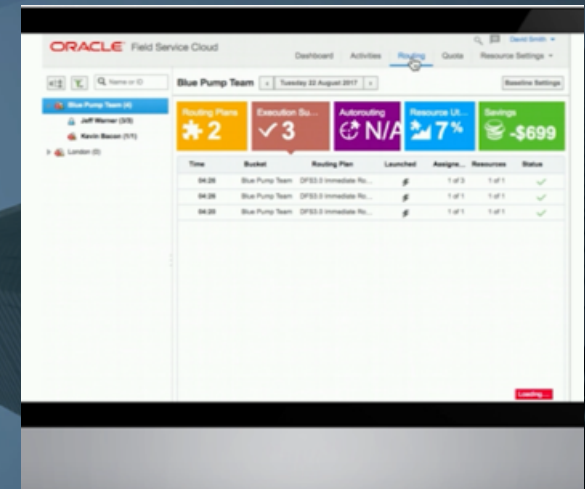 David Smith
ORACLE Field Service Cloud
Dashboard Activities Routing Quota Resource Settings
Name or ID
Blue Pump Team
Tuesday 22 August 2017
Baseline Settings
Blue Pump Team (4)
Jeff Warner (3/3)
Kevin Bacon (1/1)
London (0)
Routing Plans
2
Execution Su...
3
Autorouting
N/A
Resource Ut...
7%
Savings
-$699
Time Bucket Routing Plan Launched Assigne... Resources Status
04:26 Blue Pump Team DFS3.0 Immediate Ro... 1 of 3 1 of 1
04:26 Blue Pump Team DFS3.0 Immediate Ro... 1 of 1 1 of 1
04:20 Blue Pump Team DFS3.0 Immediate Ro... 1 of 1 1 of 1
Loading...